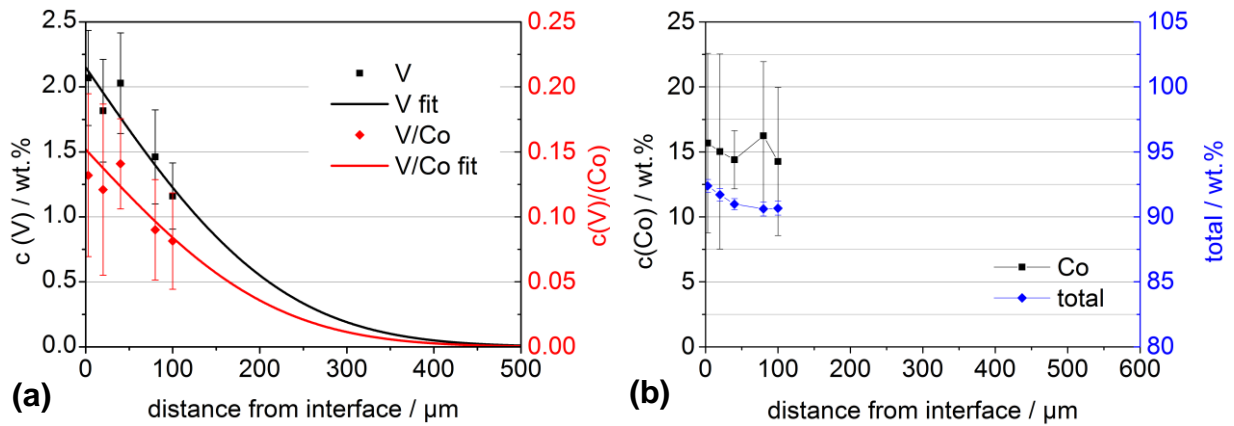 2.5
2.0
1.5
1.0
0.5
0.0
c (V) / wt.%
V
V fit
V/Co
V/Co fit
0.25
0.20
0.15
0.10
0.05
0.00
c(V)/(Co)
0 100 200 300 400 500
distance from interface / µm
(a)
25
20
15
10
5
0
c(Co) / wt.%
Co
total
105
100
95
90
85
80
total / wt.%
0 100 200 300 400 500 600
distance from interface / µm
(b)